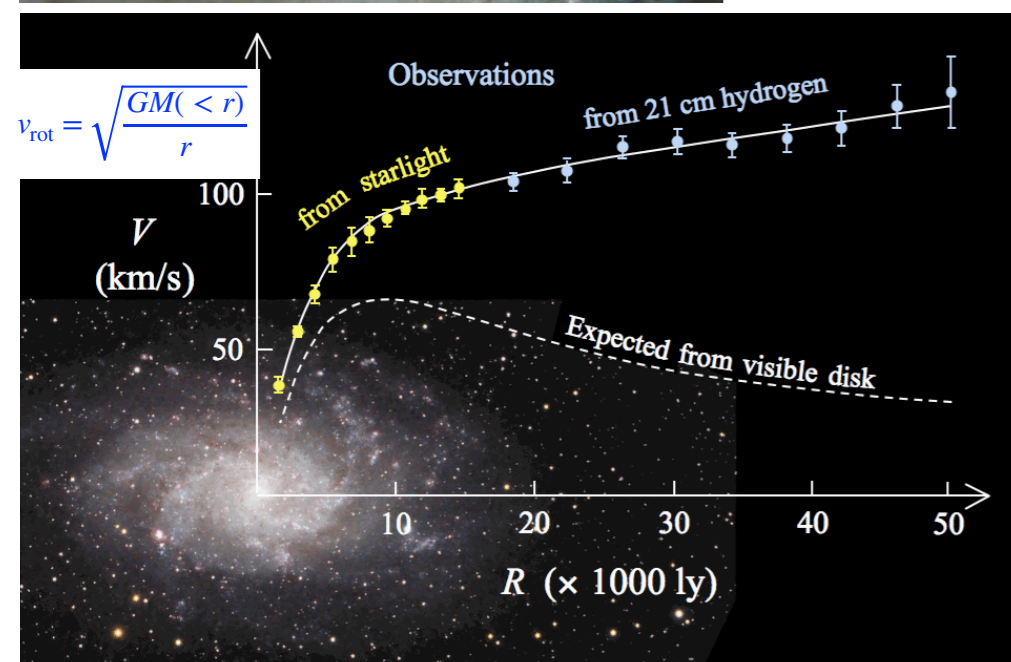 Observations
from 21 cm hydrogen
v_rot = √(GM( < r) / r)
from starlight
100
V
(km/s)
50
Expected from visible disk
10 20 30 40 50
R (× 1000 ly)